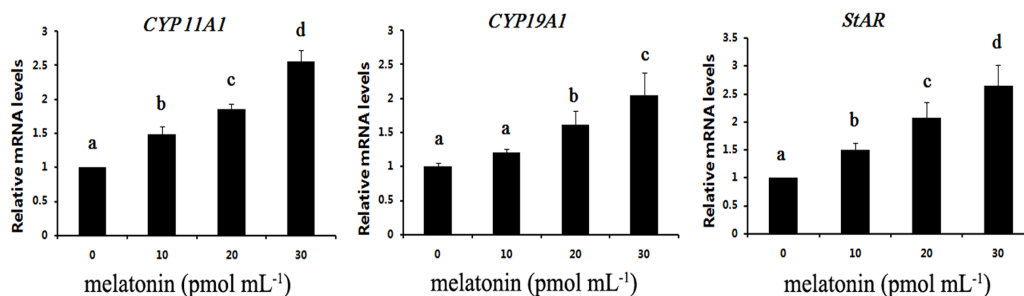 CYP11A1
Relative mRNA levels
3
2.5
2
1.5
1
0.5
0
a
b
c
d
0 10 20 30
melatonin (pmol mL-1)
CYP19A1
Relative mRNA levels
3
2.5
2
1.5
1
0.5
0
a
a
b
c
0 10 20 30
melatonin (pmol mL-1)
StAR
Relative mRNA levels
3.5
3
2.5
2
1.5
1
0.5
0
a
b
c
d
0 10 20 30
melatonin (pmol mL-1)